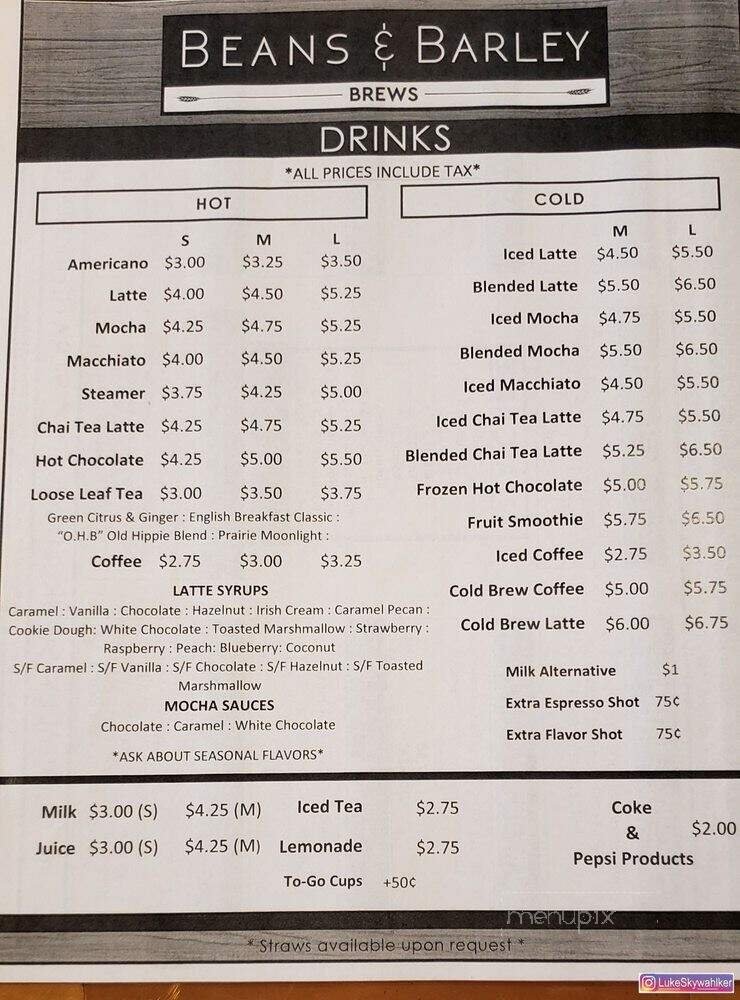 BEANS & BARLEY
BREWS
DRINKS
*ALL PRICES INCLUDE TAX*
HOT
S M L
Americano $3.00 $3.25 $3.50
Latte $4.00 $4.50 $5.25
Mocha $4.25 $4.75 $5.25
Macchiato $4.00 $4.50 $5.25
Steamer $3.75 $4.25 $5.00
Chai Tea Latte $4.25 $4.75 $5.25
Hot Chocolate $4.25 $5.00 $5.50
Loose Leaf Tea $3.00 $3.50 $3.75
Green Citrus & Ginger : English Breakfast Classic :
“O.H.B” Old Hippie Blend : Prairie Moonlight :
Coffee $2.75 $3.00 $3.25
LATTE SYRUPS
Caramel : Vanilla : Chocolate : Hazelnut : Irish Cream : Caramel Pecan :
Cookie Dough: White Chocolate : Toasted Marshmallow : Strawberry :
Raspberry : Peach: Blueberry: Coconut
S/F Caramel : S/F Vanilla : S/F Chocolate : S/F Hazelnut : S/F Toasted
Marshmallow
MOCHA SAUCES
Chocolate : Caramel : White Chocolate
*ASK ABOUT SEASONAL FLAVORS*
COLD
M L
Iced Latte $4.50 $5.50
Blended Latte $5.50 $6.50
Iced Mocha $4.75 $5.50
Blended Mocha $5.50 $6.50
Iced Macchiato $4.50 $5.50
Iced Chai Tea Latte $4.75 $5.50
Blended Chai Tea Latte $5.25 $6.50
Frozen Hot Chocolate $5.00 $5.75
Fruit Smoothie $5.75 $6.50
Iced Coffee $2.75 $3.50
Cold Brew Coffee $5.00 $5.75
Cold Brew Latte $6.00 $6.75
Milk Alternative $1
Extra Espresso Shot 75¢
Extra Flavor Shot 75¢
Milk $3.00 (S) $4.25 (M)
Juice $3.00 (S) $4.25 (M)
Iced Tea $2.75
Lemonade $2.75
To-Go Cups +50¢
Coke
&
Pepsi Products
$2.00
menupix
* Straws available upon request *
LukeSkywahlker